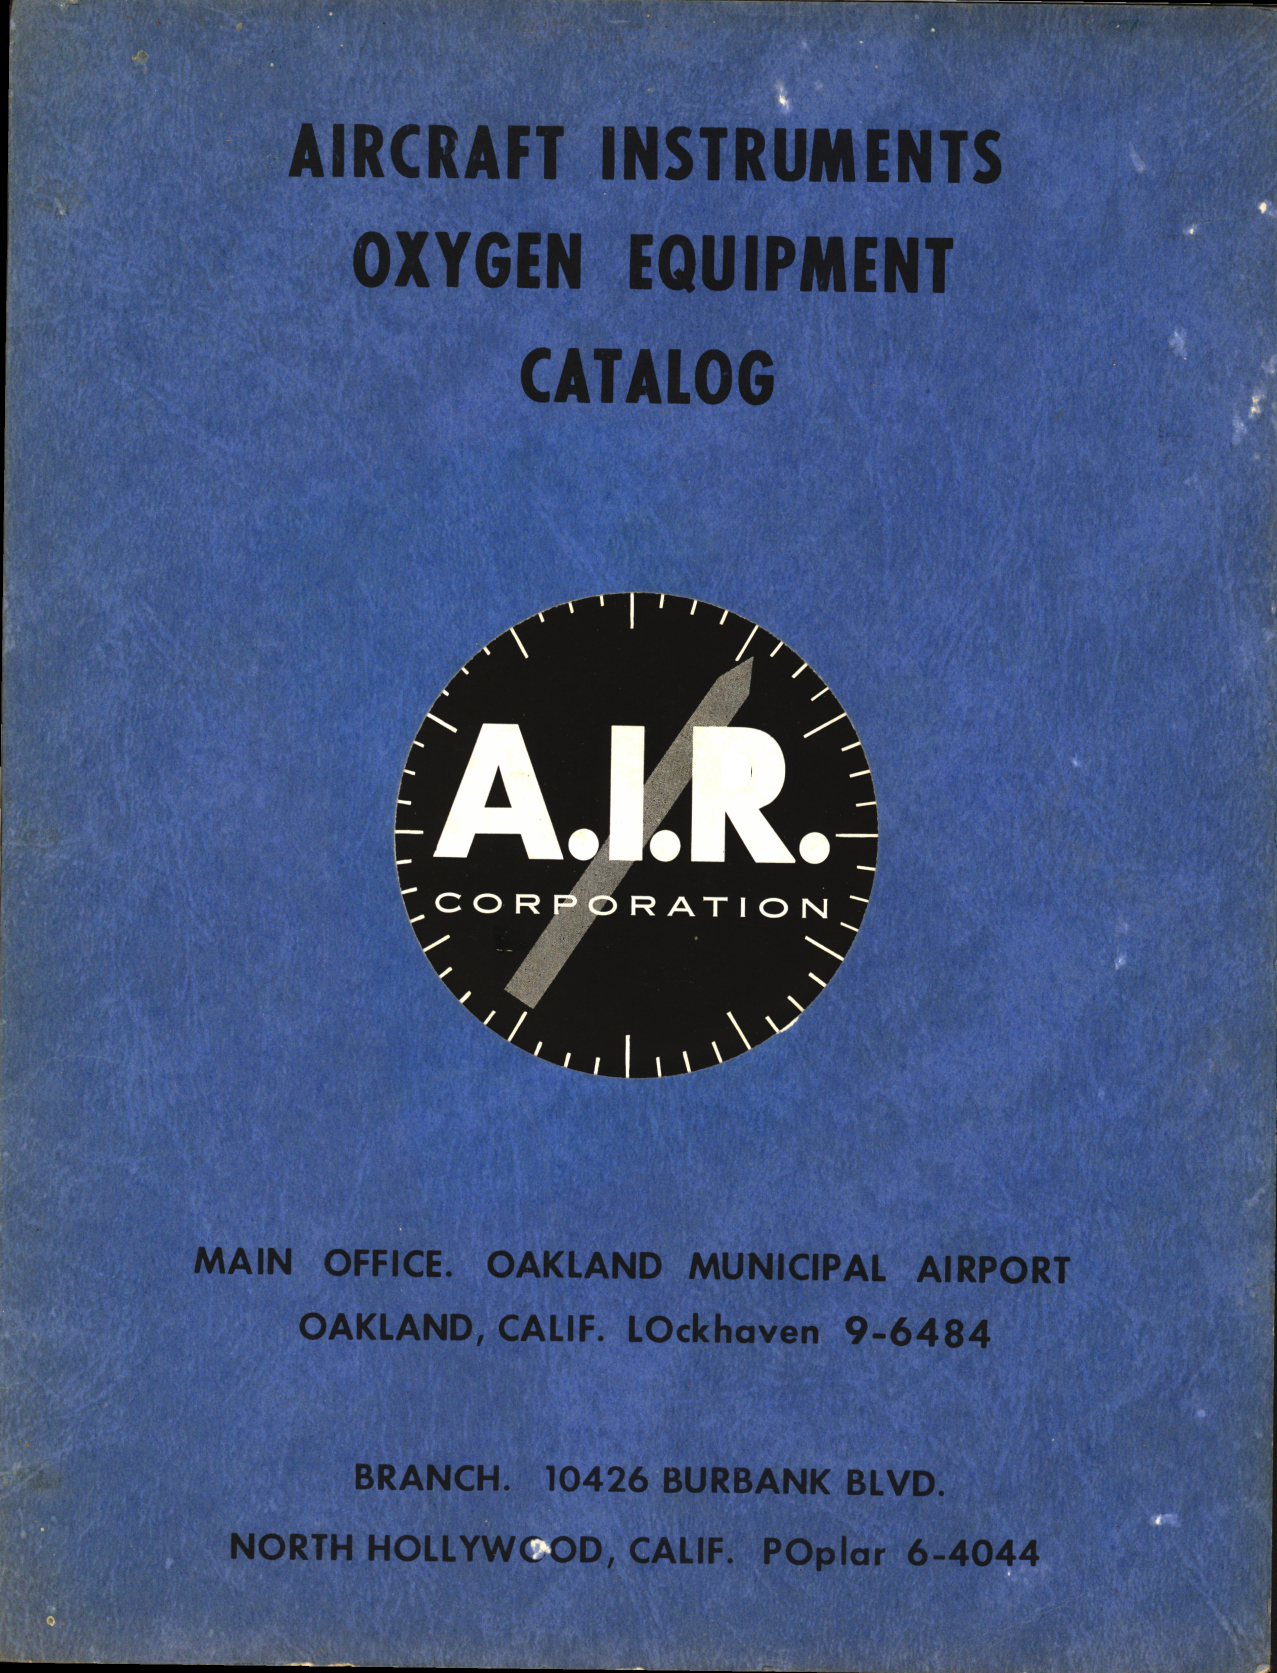 AIRCRAFT INSTRUMENTS
OXYGEN EQUIPMENT
CATALOG
A.I.R.
CORPORATION
MAIN OFFICE. OAKLAND MUNICIPAL AIRPORT
OAKLAND, CALIF. LOckhaven 9-6484
BRANCH. 10426 BURBANK BLVD.
NORTH HOLLYWOOD, CALIF. POplar 6-4044